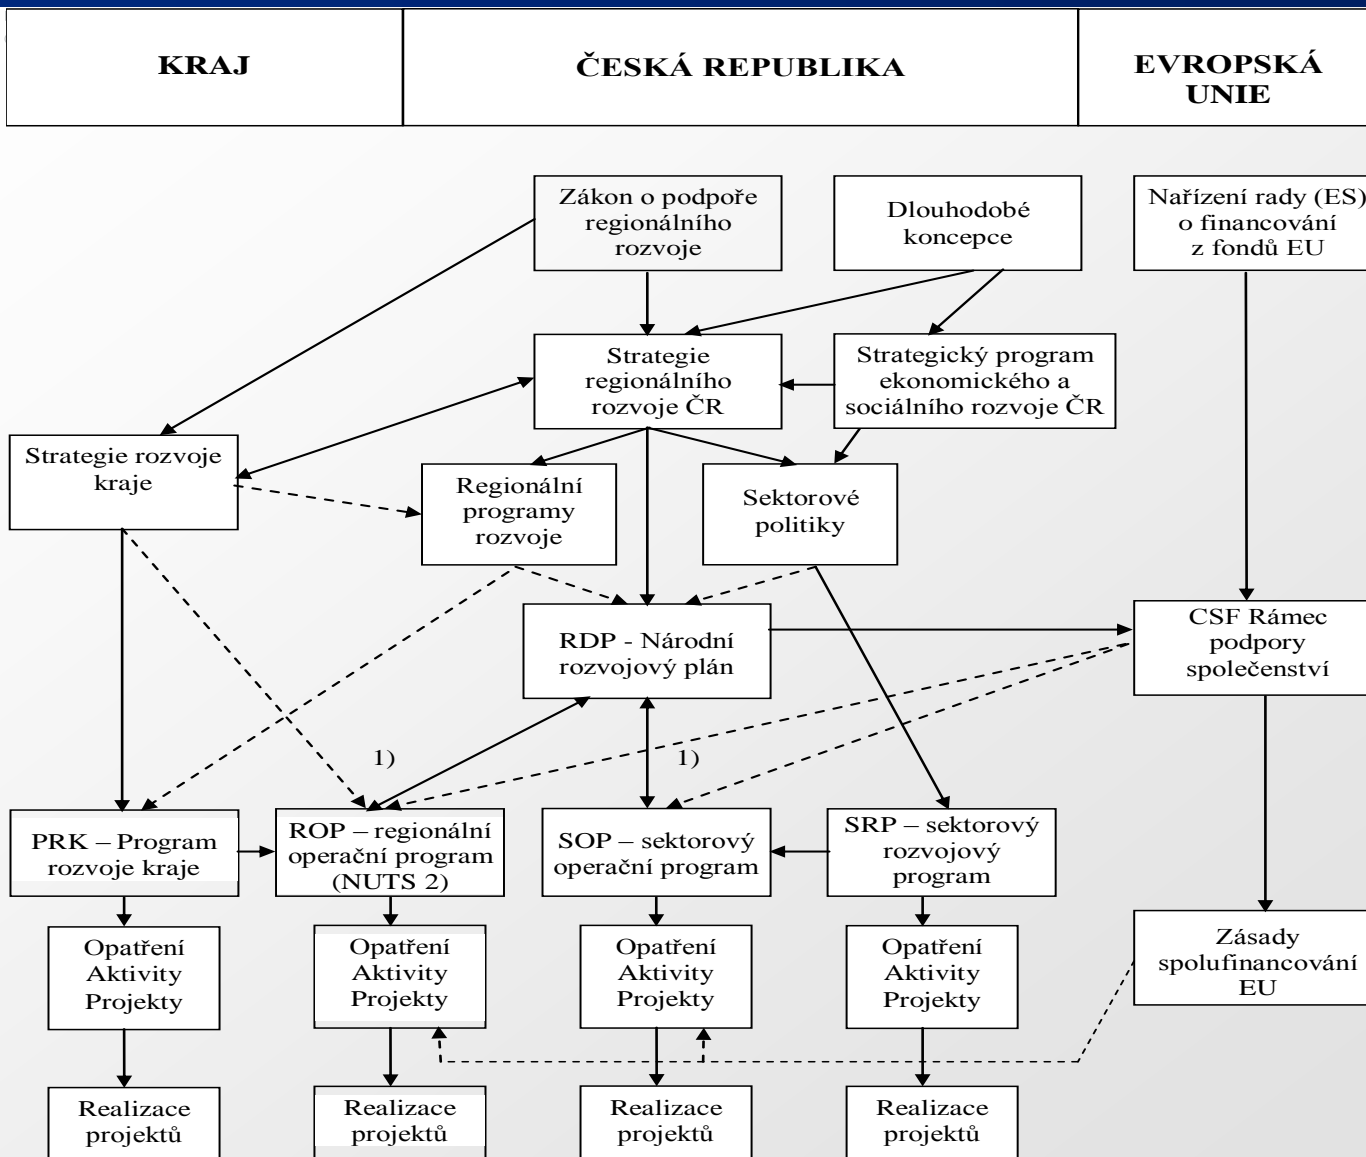 KRAJ
ČESKÁ REPUBLIKA
EVROPSKÁ
UNIE
Zákon o podpoře
regionálního
rozvoje
Dlouhodobé
koncepce
Nařízení rady (ES)
o financování
z fondů EU
Strategie
regionálního
rozvoje ČR
Strategický program
ekonomického a
sociálního rozvoje ČR
Strategie rozvoje
kraje
Regionální
programy
rozvoje
Sektorové
politiky
RDP - Národní
rozvojový plán
CSF Rámec
podpory
společenství
1)
1)
PRK – Program
rozvoje kraje
ROP – regionální
operační program
(NUTS 2)
SOP – sektorový
operační program
SRP – sektorový
rozvojový
program
Opatření
Aktivity
Projekty
Opatření
Aktivity
Projekty
Opatření
Aktivity
Projekty
Opatření
Aktivity
Projekty
Zásady
spolufinancování
EU
Realizace
projektů
Realizace
projektů
Realizace
projektů
Realizace
projektů